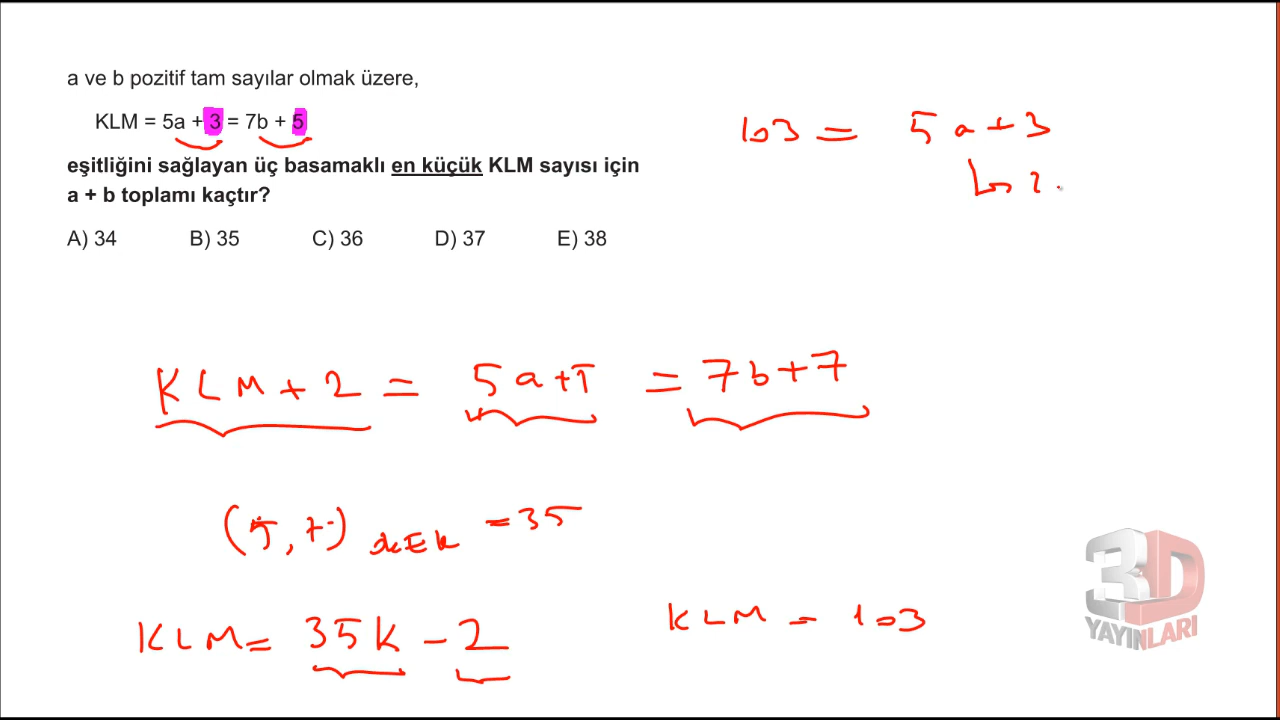 a ve b pozitif tam sayılar olmak üzere,
KLM = 5a + 3 = 7b + 5
eşitliğini sağlayan üç basamaklı en küçük KLM sayısı için
a + b toplamı kaçtır?
A) 34 B) 35 C) 36 D) 37 E) 38
103 = 5a+3
KLM+2 = 5a+5 = 7b+7
(5,7) = 35
KLM= 35k-2
KLM = 103
3D
YAYINLARI